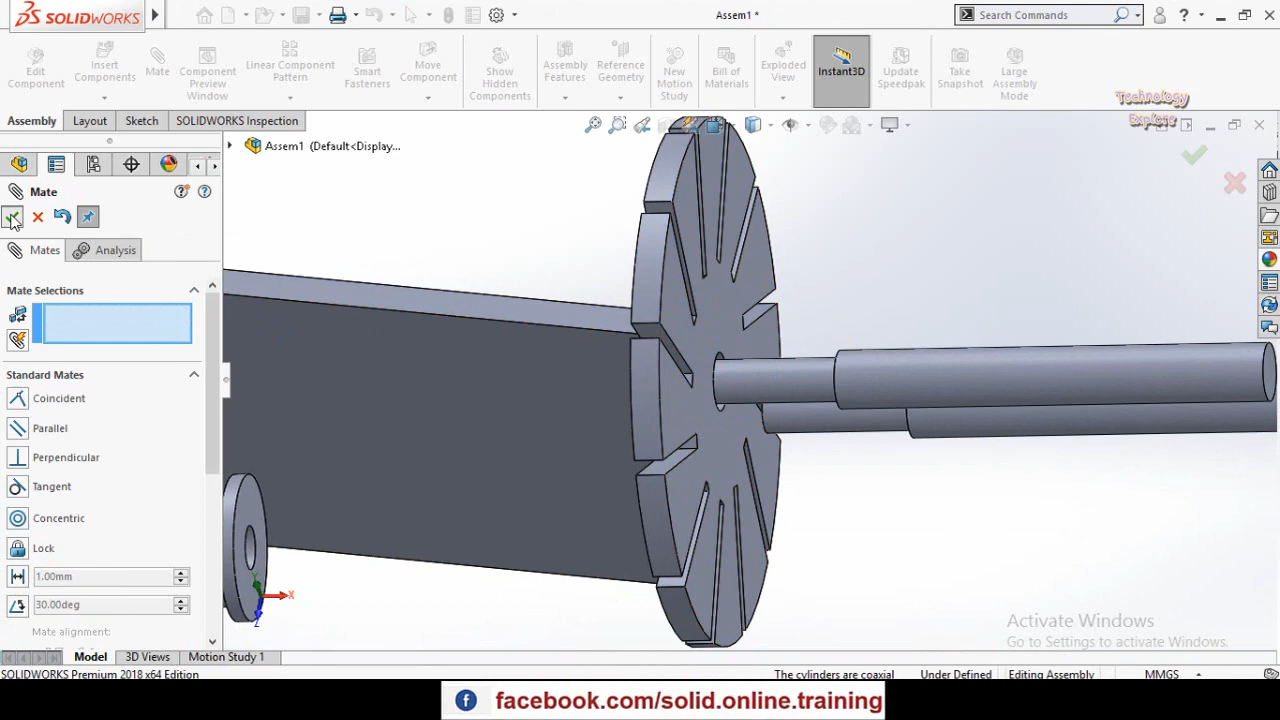 SOLIDWORKS
Assem1 *
Search Commands
Edit Component
Insert Components
Mate
Component Preview Window
Linear Component Pattern
Smart Fasteners
Move Component
Show Hidden Components
Assembly Features
Reference Geometry
New Motion Study
Bill of Materials
Exploded View
Instant3D
Update Speedpak
Take Snapshot
Large Assembly Mode
Technology Explore
Assembly
Layout
Sketch
SOLIDWORKS Inspection
Assem1 (Default<Display...
Mate
Mates
Analysis
Mate Selections
Standard Mates
Coincident
Parallel
Perpendicular
Tangent
Concentric
Lock
1.00mm
30.00deg
Mate alignment:
Y
X
Z
Activate Windows
Go to Settings to activate Windows.
Model
3D Views
Motion Study 1
SOLIDWORKS Premium 2018 x64 Edition
The cylinders are coaxial
Under Defined
Editing Assembly
MMGS
f facebook.com/solid.online.training